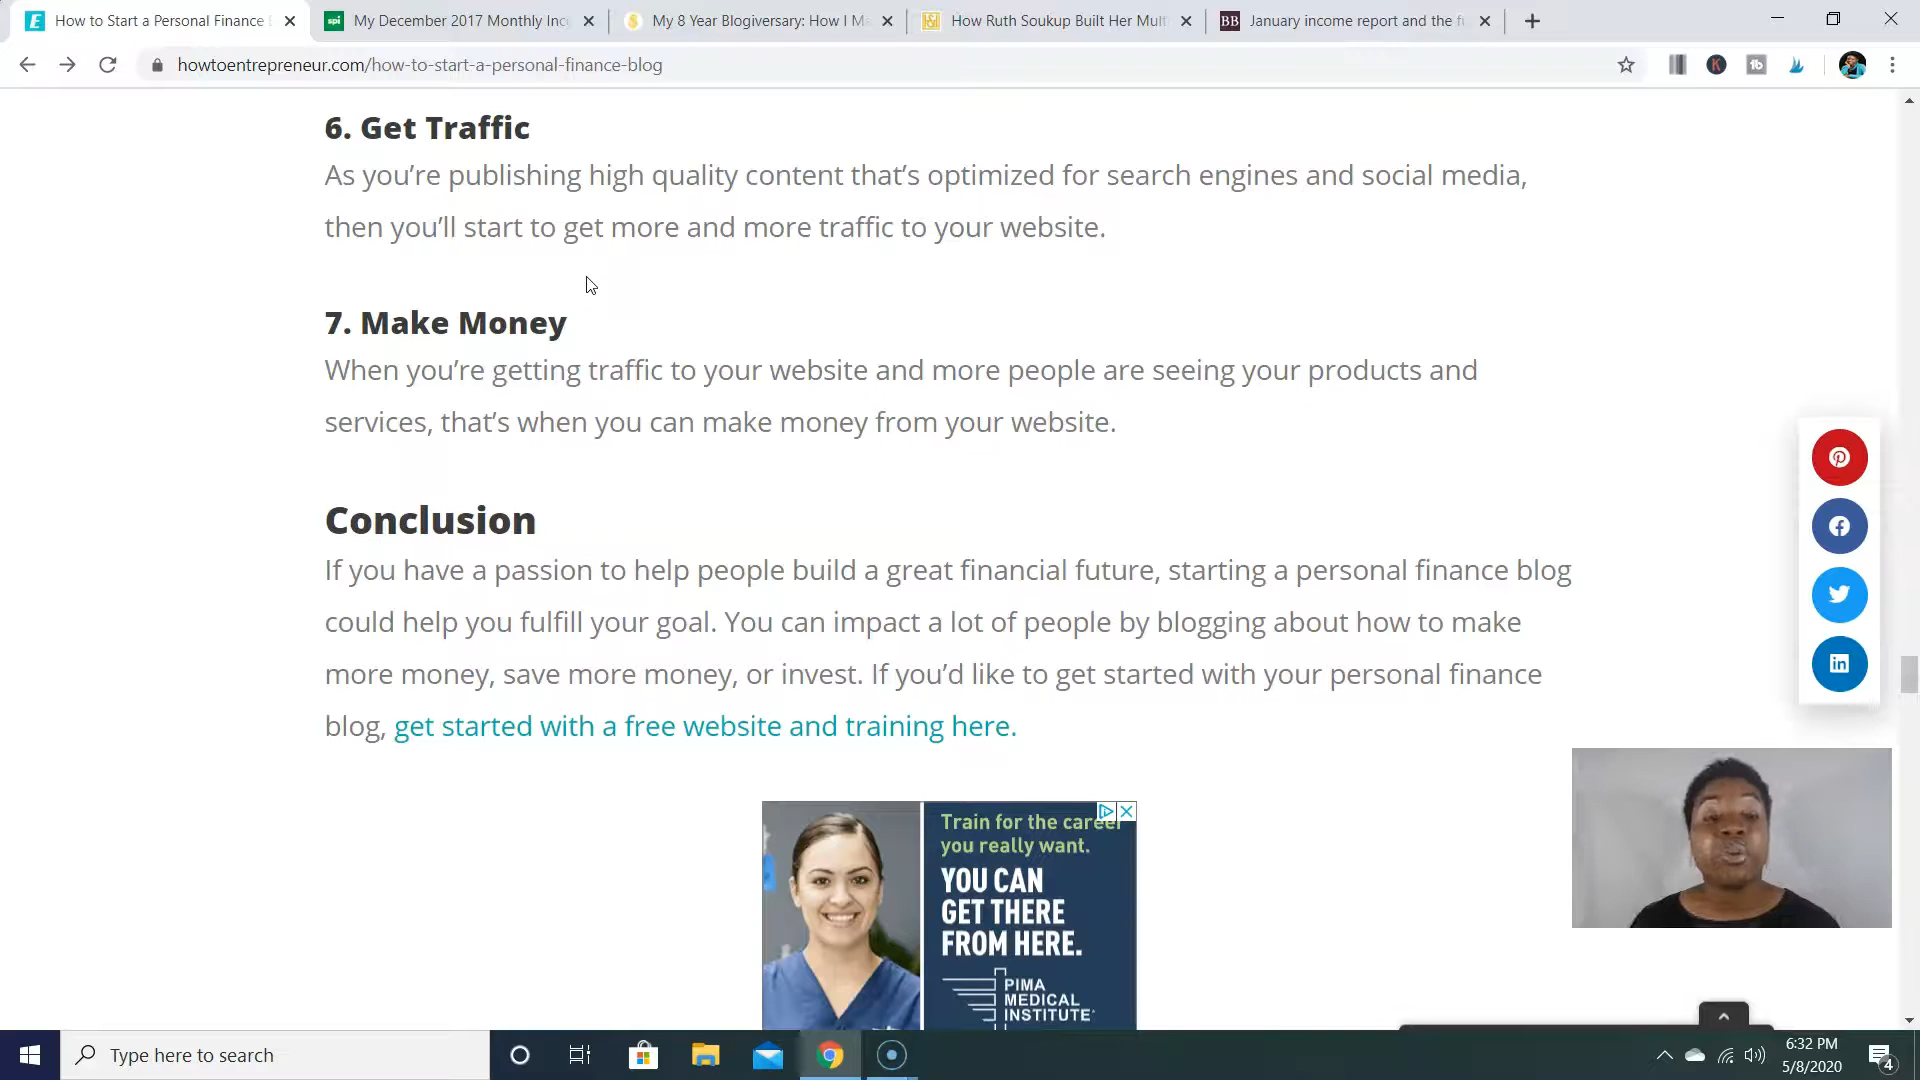 How to Start a Personal Finance
My December 2017 Monthly Inc
My 8 Year Blogiversary: How I Ma
How Ruth Soukup Built Her Mult
BB
January income report and the fu
howtoentrepreneur.com/how-to-start-a-personal-finance-blog
6. Get Traffic
As you’re publishing high quality content that’s optimized for search engines and social media,
then you’ll start to get more and more traffic to your website.
7. Make Money
When you’re getting traffic to your website and more people are seeing your products and
services, that’s when you can make money from your website.
Conclusion
If you have a passion to help people build a great financial future, starting a personal finance blog
could help you fulfill your goal. You can impact a lot of people by blogging about how to make
more money, save more money, or invest. If you’d like to get started with your personal finance
blog, get started with a free website and training here.
Train for the career
you really want.
YOU CAN
GET THERE
FROM HERE.
PIMA
MEDICAL
INSTITUTE
Type here to search
6:32 PM
5/8/2020
4